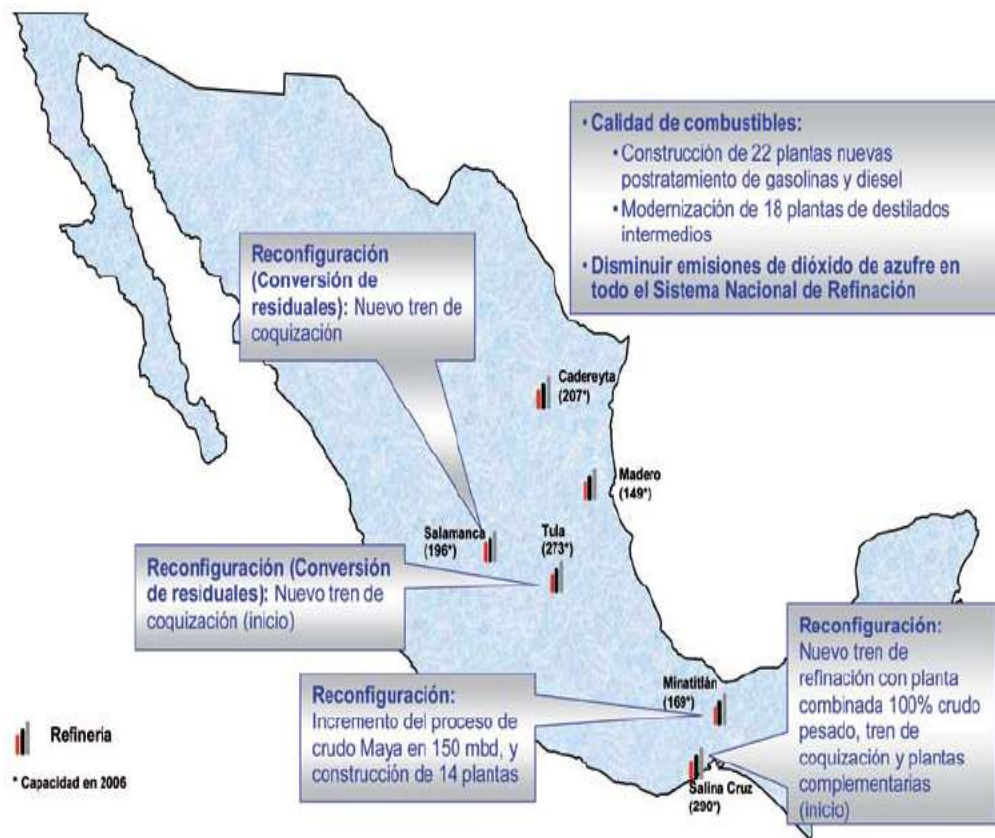 • Calidad de combustibles:
• Construcción de 22 plantas nuevas
postratamiento de gasolinas y diesel
• Modernización de 18 plantas de destilados
intermedios
• Disminuir emisiones de dióxido de azufre en
todo el Sistema Nacional de Refinación
Reconfiguración
(Conversión de
residuales): Nuevo tren de
coquización
Cadereyta
(207*)
Madero
(149*)
Salamanca
(196*)
Tula
(273*)
Reconfiguración (Conversión
de residuales): Nuevo tren de
coquización (inicio)
Reconfiguración:
Nuevo tren de
refinación con planta
combinada 100% crudo
pesado, tren de
coquización y plantas
complementarias
(inicio)
Minatitlán
(169*)
Reconfiguración:
Incremento del proceso de
crudo Maya en 150 mbd, y
construcción de 14 plantas
Salina Cruz
(290*)
Refinería
* Capacidad en 2006